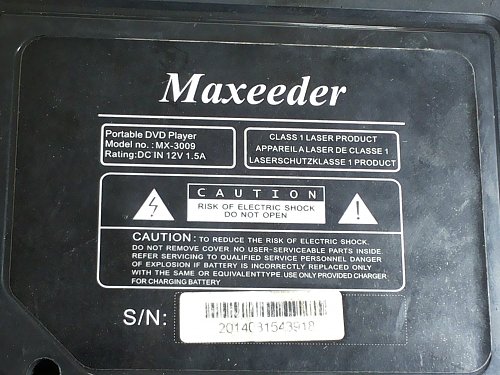 Maxeeder
Portable DVD Player
Model no. : MX-3009
Rating:DC IN 12V 1.5A
CLASS 1 LASER PRODUCT
APPAREIL A LASER DE CLASSE 1
LASERSCHUTZKLASSE 1 PRODUCT
CAUTION
RISK OF ELECTRIC SHOCK
DO NOT OPEN
CAUTION: TO REDUCE THE RISK OF ELECTRIC SHOCK.
DO NOT REMOVE COVER. NO USER-SERVICEABLE PARTS INSIDE
REFER SERVICING TO QUALIFIED SERVICE PERSONNEL DANGER
OF EXPLOSION IF BATTERY IS INCORRECTLY REPLACED ONLY
WITH THE SAME OR EQUIVALENTTYPE. USE ONLY PROVIDED CHARGER
FOR CHARGING BATTERY
S/N:
2014031543918